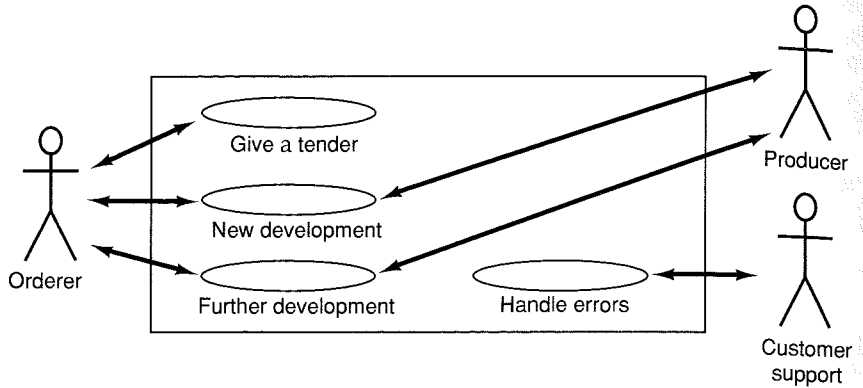 Give a tender
Producer
New development
Orderer
Further development
Handle errors
Customer
support